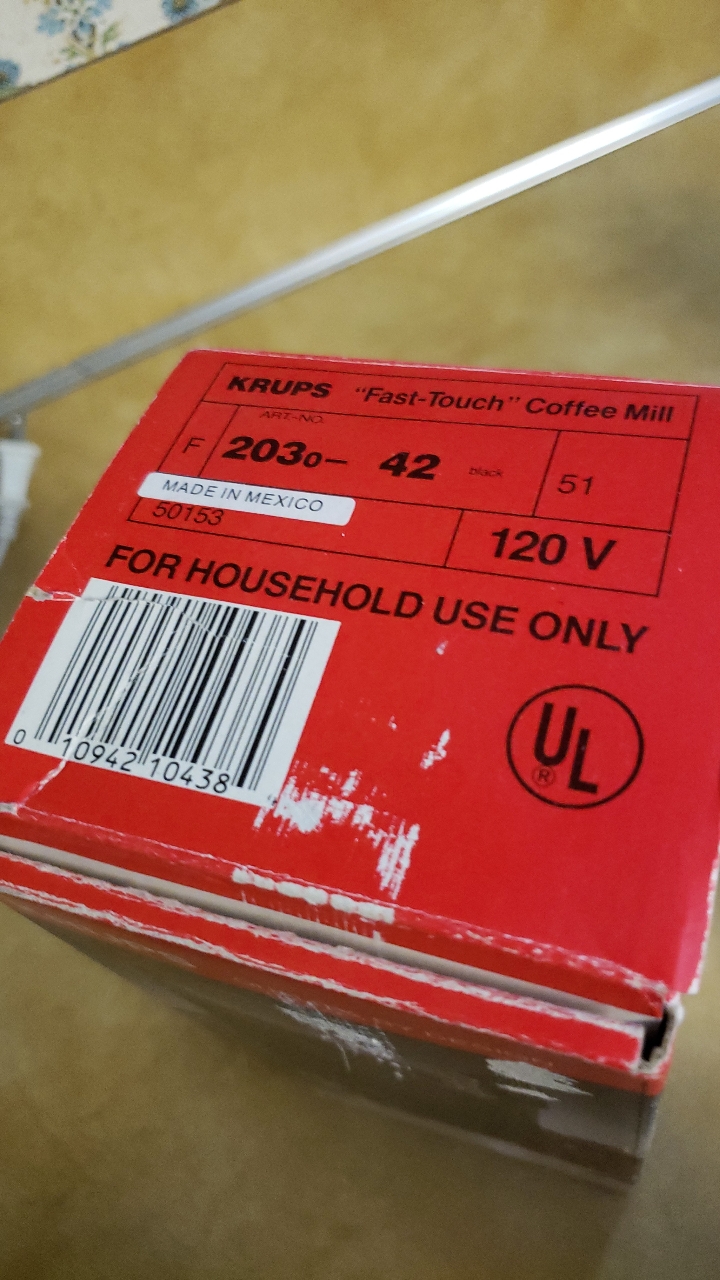 KRUPS "Fast-Touch" Coffee Mill
ART.-NO.
F 2030– 42 black 51
MADE IN MEXICO
50153 120 V
FOR HOUSEHOLD USE ONLY
UL
®
0 10942 10438